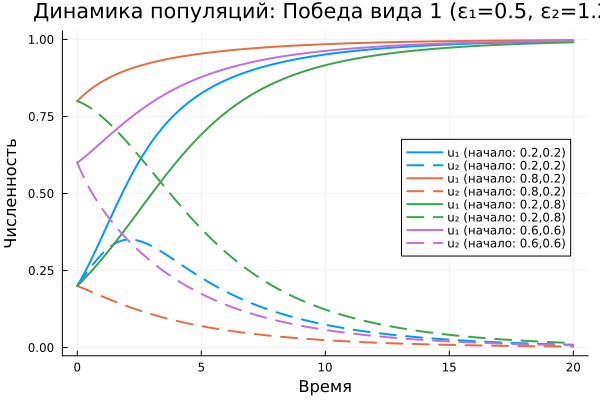 Динамика популяций: Победа вида 1 (ε₁=0.5, ε₂=1.2
1.00
0.75
0.50
0.25
0.00
Численность
u₁ (начало: 0.2,0.2)
u₂ (начало: 0.2,0.2)
u₁ (начало: 0.8,0.2)
u₂ (начало: 0.8,0.2)
u₁ (начало: 0.2,0.8)
u₂ (начало: 0.2,0.8)
u₁ (начало: 0.6,0.6)
u₂ (начало: 0.6,0.6)
0 5 10 15 20
Время